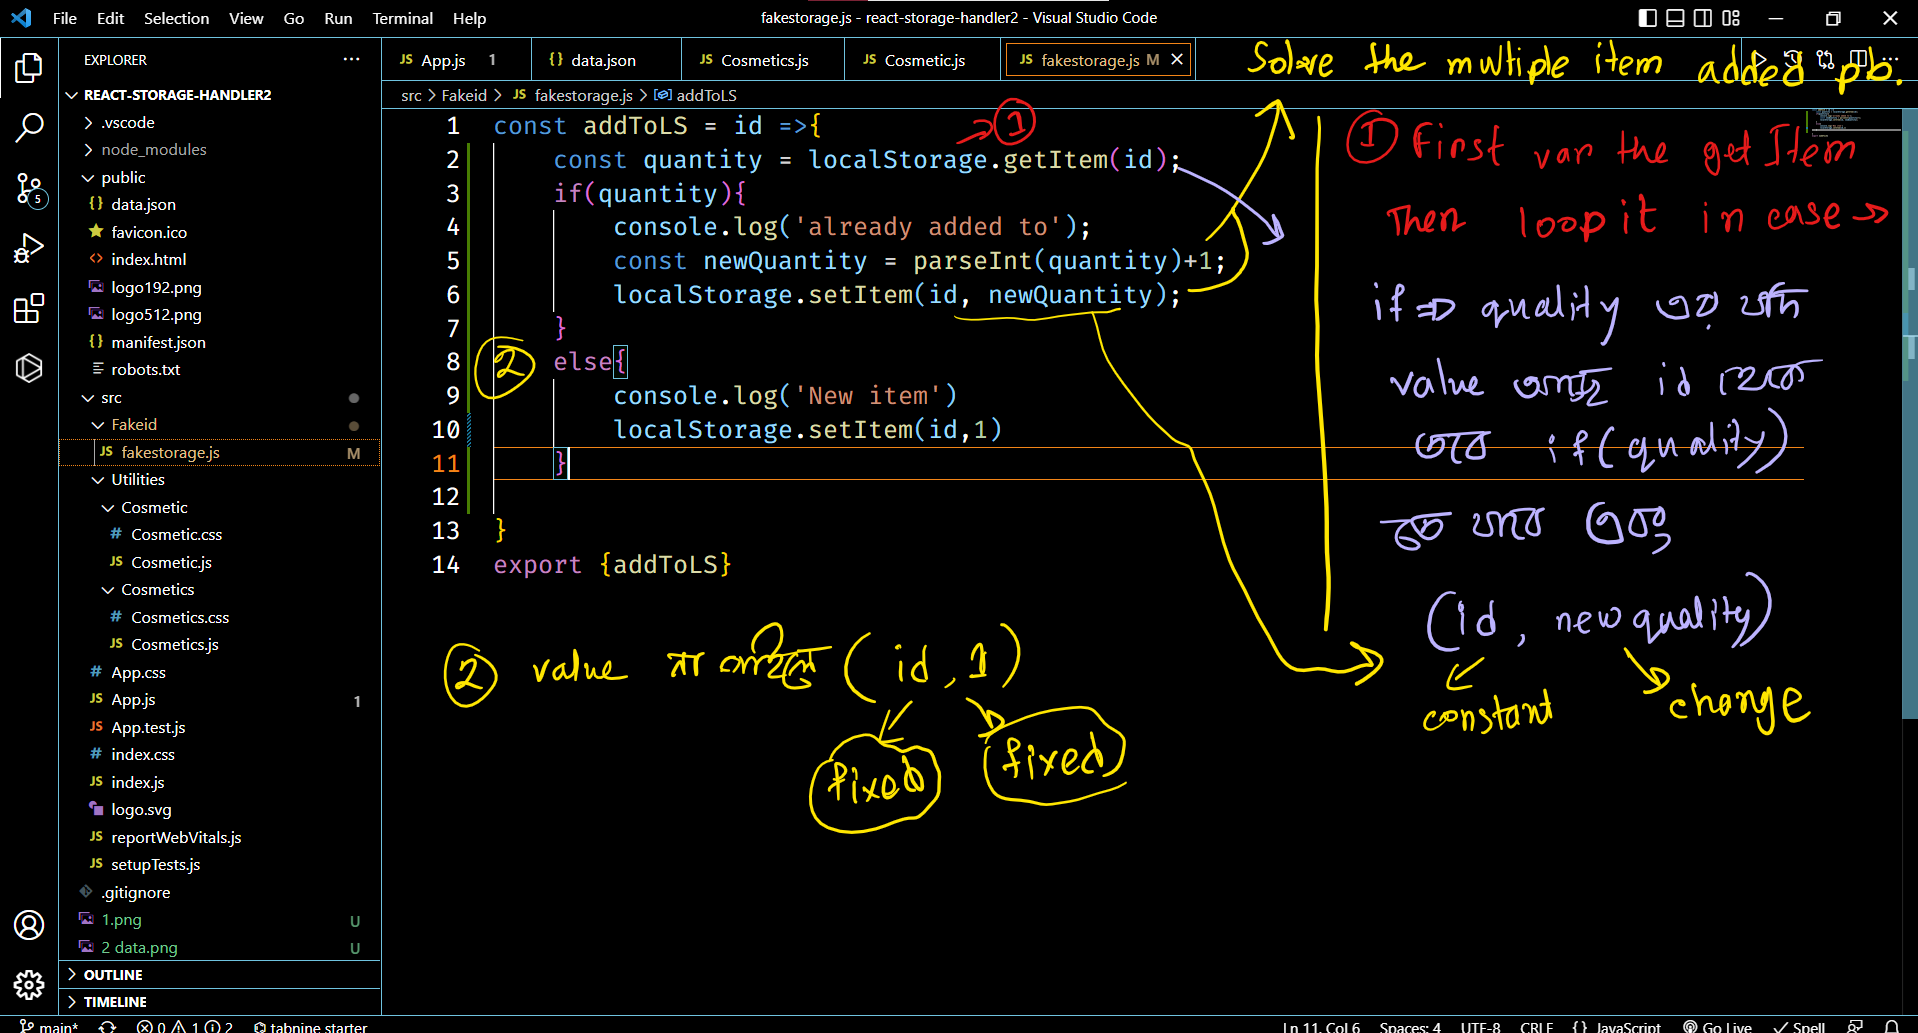 File Edit Selection View Go Run Terminal Help
fakestorage.js - react-storage-handler2 - Visual Studio Code
EXPLORER
REACT-STORAGE-HANDLER2
.vscode
node_modules
public
data.json
favicon.ico
index.html
logo192.png
logo512.png
manifest.json
robots.txt
src
Fakeid
fakestorage.js M
Utilities
Cosmetic
Cosmetic.css
Cosmetic.js
Cosmetics
Cosmetics.css
Cosmetics.js
App.css
App.js 1
App.test.js
index.css
index.js
logo.svg
reportWebVitals.js
setupTests.js
.gitignore
1.png U
2 data.png U
OUTLINE
TIMELINE
App.js 1 data.json Cosmetics.js Cosmetic.js fakestorage.js M
src > Fakeid > JS fakestorage.js > addToLS
1 const addToLS = id =>{
2 const quantity = localStorage.getItem(id);
3 if(quantity){
4 console.log('already added to');
5 const newQuantity = parseInt(quantity)+1;
6 localStorage.setItem(id, newQuantity);
7 }
8 else{
9 console.log('New item')
10 localStorage.setItem(id,1)
11 }
12
13 }
14 export {addToLS}
Solve the multiple item added pb.
→ 1
① First var the getItem
Then loop it in case →
if ⇒ quality এর যদি
value থাকে id তে
তবে if(quality)
(id, new quality)
constant change
2
② value না থাকলে (id, 1)
fixed fixed
main* 0 1 2 tabnine starter
Ln 11, Col 6 Spaces: 4 UTF-8 CRLF {} JavaScript Go Live Spell